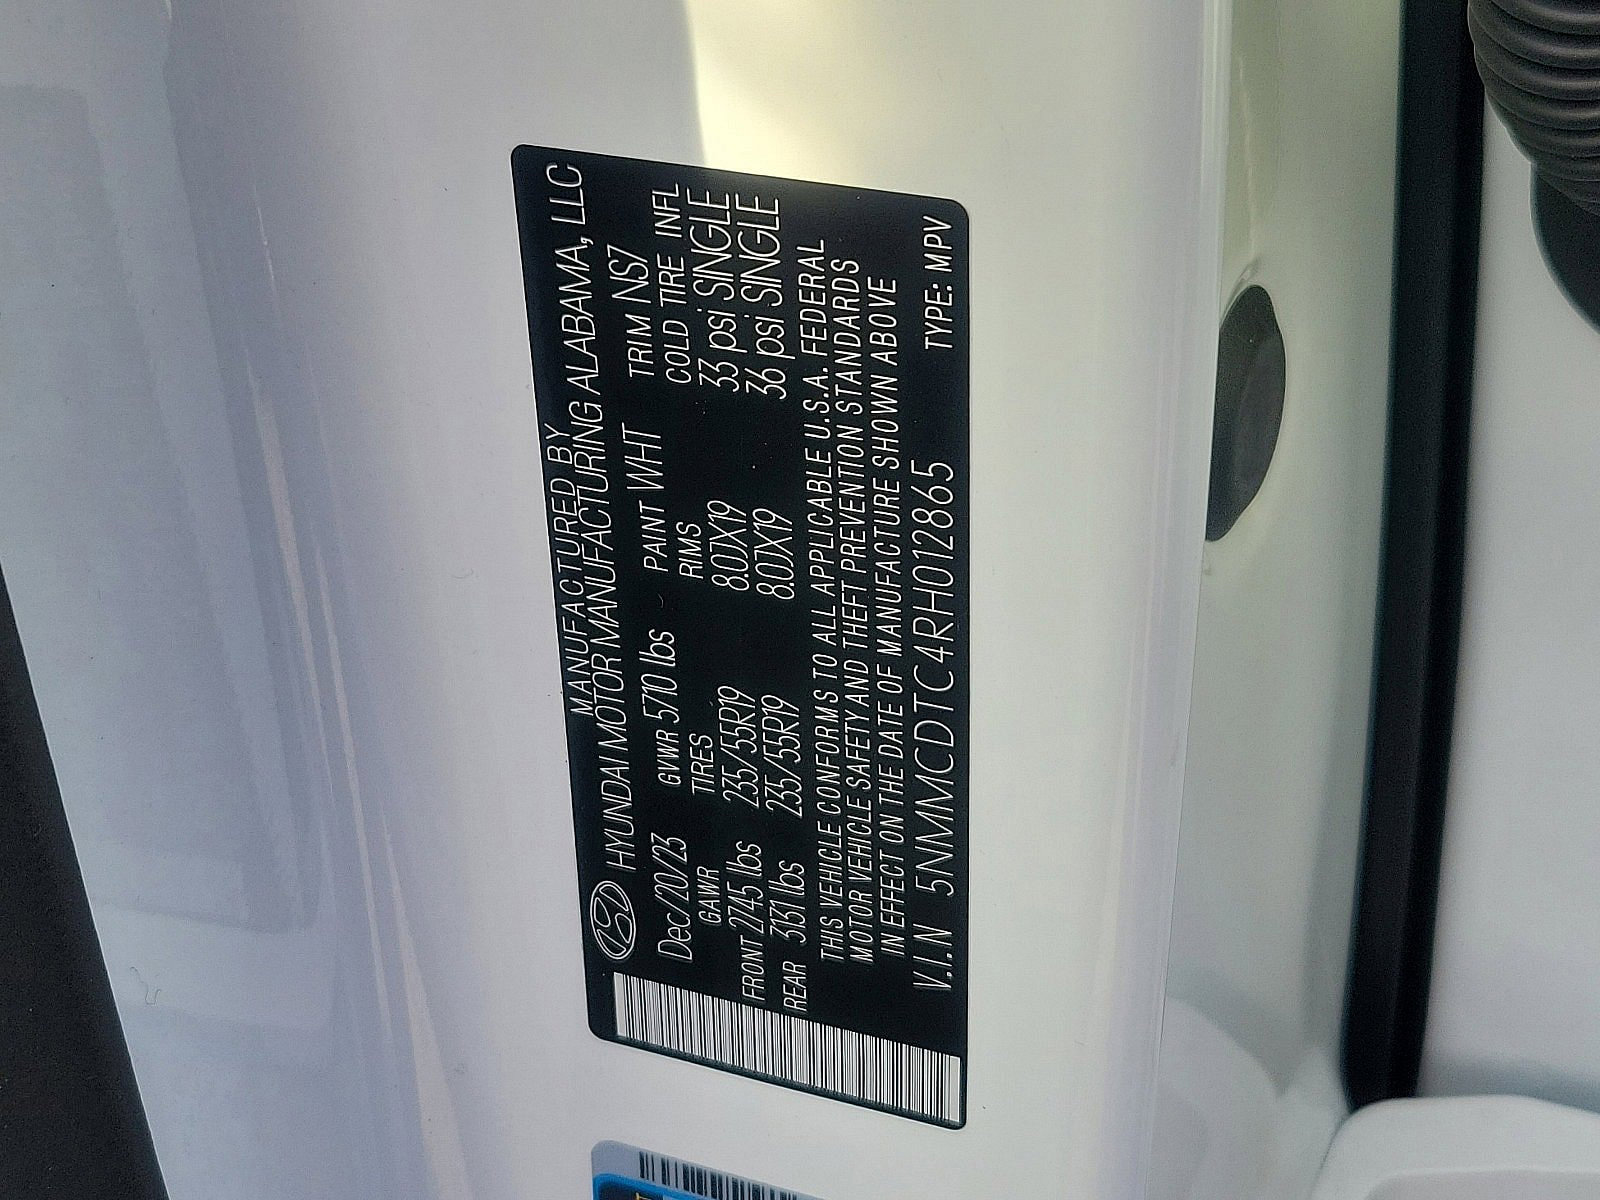 MANUFACTURED BY
HYUNDAI MOTOR MANUFACTURING ALABAMA, LLC
Dec/20/23 GVWR 5710 lbs PAINT WHT TRIM NS7
GAWR TIRES RIMS COLD TIRE INFL
FRONT 2745 lbs 235/55R19 8.0JX19 33 psi SINGLE
REAR 3131 lbs 235/55R19 8.0JX19 36 psi SINGLE
THIS VEHICLE CONFORMS TO ALL APPLICABLE U.S.A. FEDERAL
MOTOR VEHICLE SAFETY AND THEFT PREVENTION STANDARDS
IN EFFECT ON THE DATE OF MANUFACTURE SHOWN ABOVE
V.I.N 5NMMCDTC4RH012865 TYPE: MPV